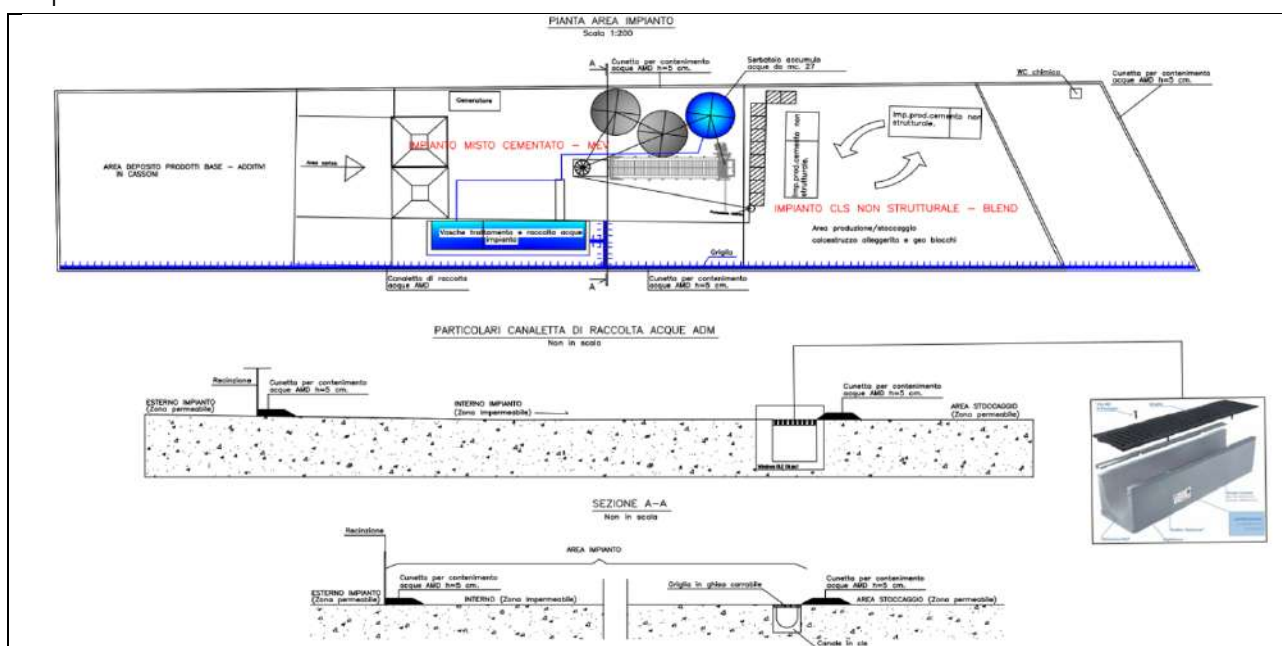 PIANTA AREA IMPIANTO
Scala 1:200
A
Cunetta per contenimento
acque AMD h=5 cm.
Serbatoio accumulo
acque da mc. 27
WC chimico
Cunetta per contenimento
acque AMD h=5 cm.
Generatore
Imp.prod.cemento non
strutturale.
IMPIANTO MISTO CEMENTATO – MEV
AREA DEPOSITO PRODOTTI BASE – ADDITIVI
IN CASSONI
Area carico
Imp.prod.cemento non
strutturale.
IMPIANTO CLS NON STRUTTURALE – BLEND
Vasche trattamento e raccolta acque
impianto
Area produzione/stoccaggio
calcestruzzo alleggerito e geo blocchi
Griglia
Canaletta di raccolta
acque AMD
A
Cunetta per contenimento
acque AMD h=5 cm.
PARTICOLARI CANALETTA DI RACCOLTA ACQUE ADM
Non in scala
Recinzione
Cunetta per contenimento
acque AMD h=5 cm.
ESTERNO IMPIANTO
(Zona permeabile)
INTERNO IMPIANTO
(Zona impermeabile)
Cunetta per contenimento
acque AMD h=5 cm.
AREA STOCCAGGIO
(Zona permeabile)
SEZIONE A–A
Non in scala
Recinzione
AREA IMPIANTO
ESTERNO IMPIANTO
(Zona permeabile)
Cunetta per contenimento
acque AMD h=5 cm.
INTERNO (Zona impermeabile)
Griglia in ghisa carrabile
Cunetta per contenimento
acque AMD h=5 cm.
AREA STOCCAGGIO (Zona permeabile)
Canale in cls